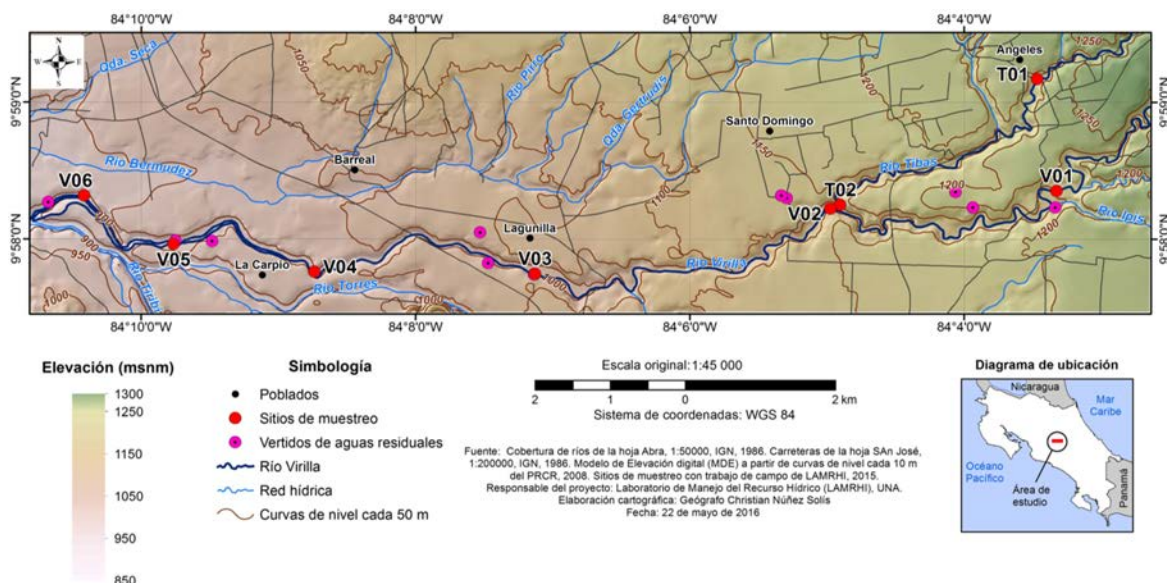 84°10'0"W 84°8'0"W 84°6'0"W 84°4'0"W
N
W E
S
Qda. Seca
1050
Río Pirro
Qda. Gertrudis
1200
Angeles
1250
T01
9°59'0"N 9°59'0"N
Santo Domingo
1150
1250
Barreal
Río Bermudez
Río Tibas
V06
1100
T02
1200
V01
1200
V02
Río Ipis
900
9°58'0"N 9°58'0"N
Lagunilla
1200
950
V05
La Carpio
V04
V03
Río Virilla
1000
Río Torres
1000
1000
84°10'0"W 84°8'0"W 84°6'0"W 84°4'0"W
Elevación (msnm)
1300
1250
1150
1050
950
850
Simbología
Poblados
Sitios de muestreo
Vertidos de aguas residuales
Río Virilla
Red hídrica
Curvas de nivel cada 50 m
Escala original:1:45 000
2 1 0 2 km
Sistema de coordenadas: WGS 84
Fuente: Cobertura de ríos de la hoja Abra, 1:50000, IGN, 1986. Carreteras de la hoja SAn José,
1:200000, IGN, 1986. Modelo de Elevación digital (MDE) a partir de curvas de nivel cada 10 m
del PRCR, 2008. Sitios de muestreo con trabajo de campo de LAMRHI, 2015.
Responsable del proyecto: Laboratorio de Manejo del Recurso Hídrico (LAMRHI), UNA.
Elaboración cartográfica: Geógrafo Christian Núñez Solís
Fecha: 22 de mayo de 2016
Diagrama de ubicación
Nicaragua
Mar
Caribe
Océano
Pacífico
Área de
estudio
Panamá